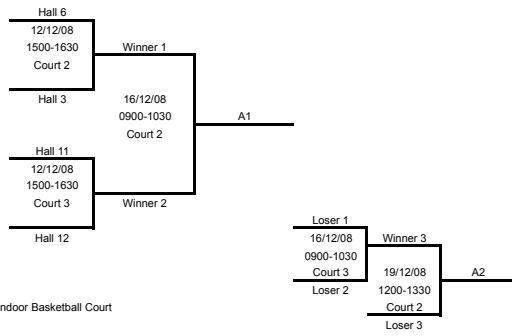 Hall 6
12/12/08
1500-1630
Court 2
Hall 3
Winner 1
16/12/08
0900-1030
Court 2
A1
Hall 11
12/12/08
1500-1630
Court 3
Hall 12
Winner 2
Loser 1
16/12/08
0900-1030
Court 3
Loser 2
Winner 3
19/12/08
1200-1330
Court 2
Loser 3
A2
ndoor Basketball Court